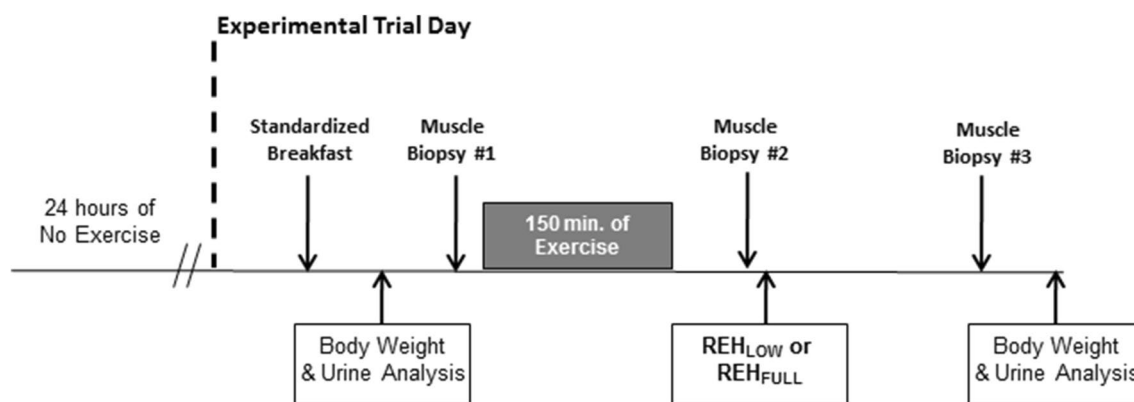 Experimental Trial Day
Standardized
Breakfast
Muscle
Biopsy #1
Muscle
Biopsy #2
Muscle
Biopsy #3
24 hours of
No Exercise
150 min. of
Exercise
Body Weight
& Urine Analysis
REHLOW or
REHFULL
Body Weight
& Urine Analysis